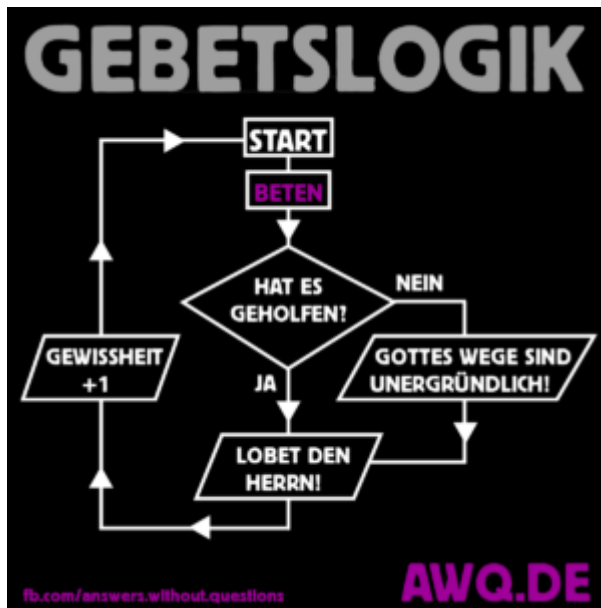 GEBETSLOGIK
START
BETEN
HAT ES
GEHOLFEN?
NEIN
GOTTES WEGE SIND
UNERGRÜNDLICH!
JA
LOBET DEN
HERRN!
GEWISSHEIT
+1
fb.com/answers.without.questions
AWQ.DE